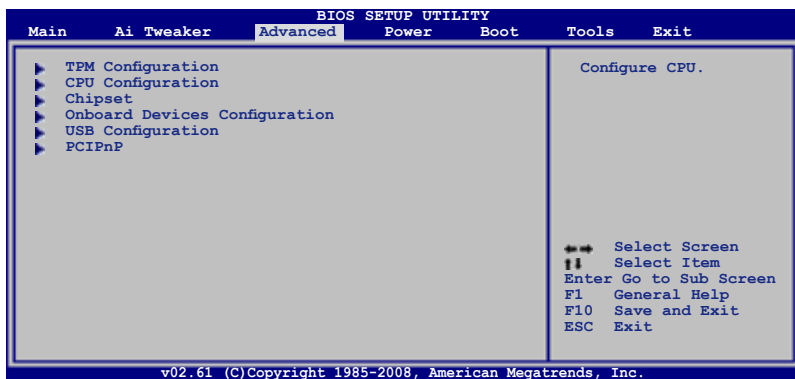 BIOS SETUP UTILITY
Main Ai Tweaker Advanced Power Boot Tools Exit
TPM Configuration
CPU Configuration
Chipset
Onboard Devices Configuration
USB Configuration
PCIPnP
Configure CPU.
Select Screen
Select Item
Enter Go to Sub Screen
F1 General Help
F10 Save and Exit
ESC Exit
v02.61 (C)Copyright 1985-2008, American Megatrends, Inc.